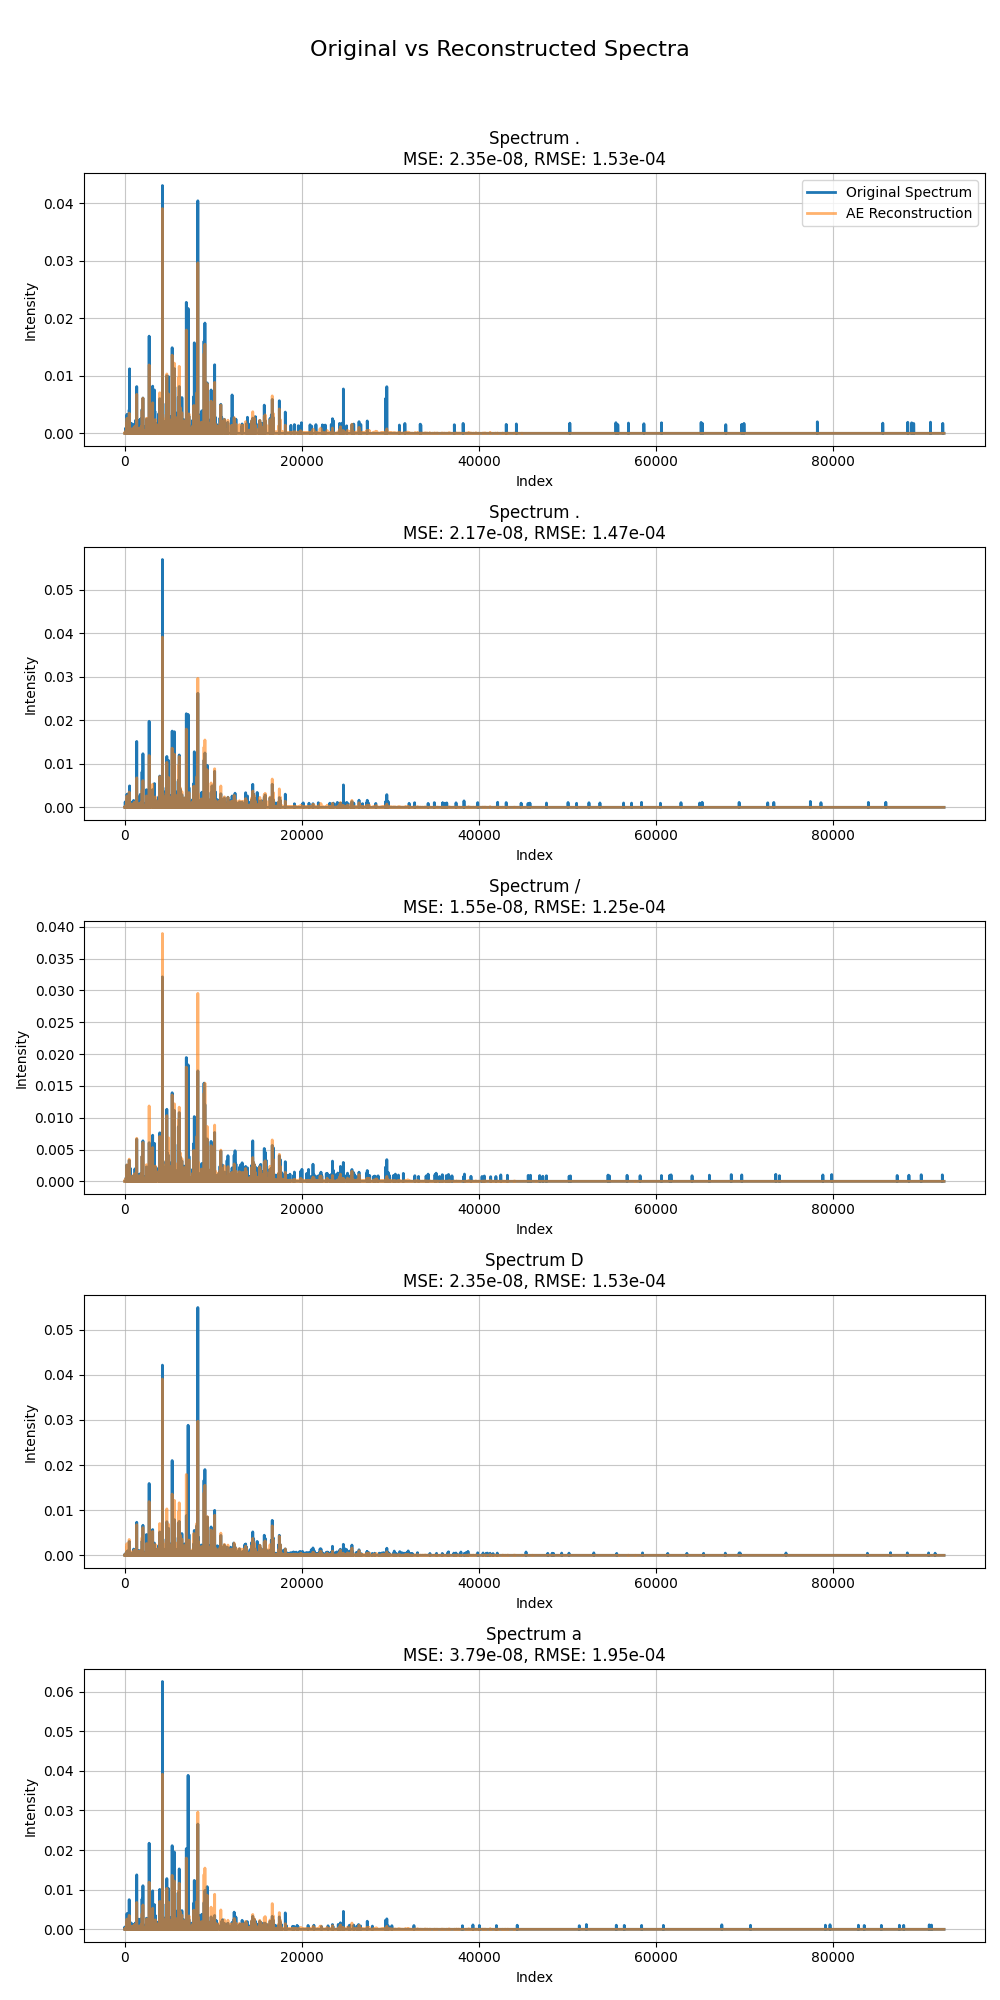 Original vs Reconstructed Spectra
Spectrum .
MSE: 2.35e-08, RMSE: 1.53e-04
Original Spectrum
AE Reconstruction
0.04
0.03
0.02
0.01
0.00
Intensity
0 20000 40000 60000 80000
Index
Spectrum .
MSE: 2.17e-08, RMSE: 1.47e-04
0.05
0.04
0.03
0.02
0.01
0.00
Intensity
0 20000 40000 60000 80000
Index
Spectrum /
MSE: 1.55e-08, RMSE: 1.25e-04
0.040
0.035
0.030
0.025
0.020
0.015
0.010
0.005
0.000
Intensity
0 20000 40000 60000 80000
Index
Spectrum D
MSE: 2.35e-08, RMSE: 1.53e-04
0.05
0.04
0.03
0.02
0.01
0.00
Intensity
0 20000 40000 60000 80000
Index
Spectrum a
MSE: 3.79e-08, RMSE: 1.95e-04
0.06
0.05
0.04
0.03
0.02
0.01
0.00
Intensity
0 20000 40000 60000 80000
Index